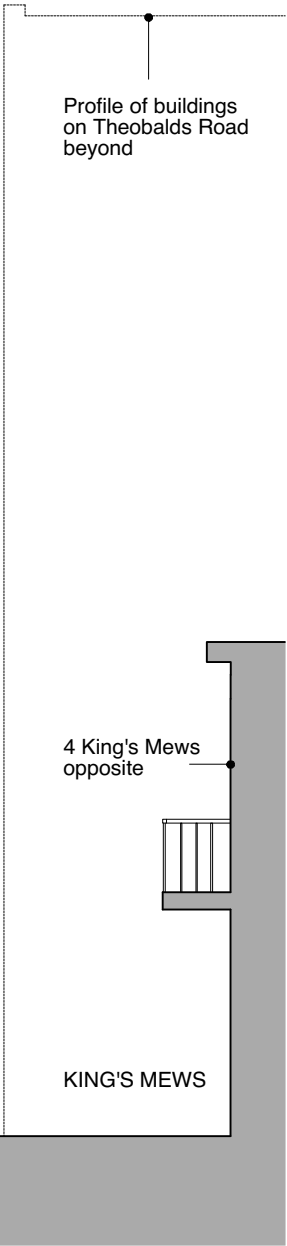 Profile of buildings
on Theobalds Road
beyond
4 King's Mews
opposite
KING'S MEWS